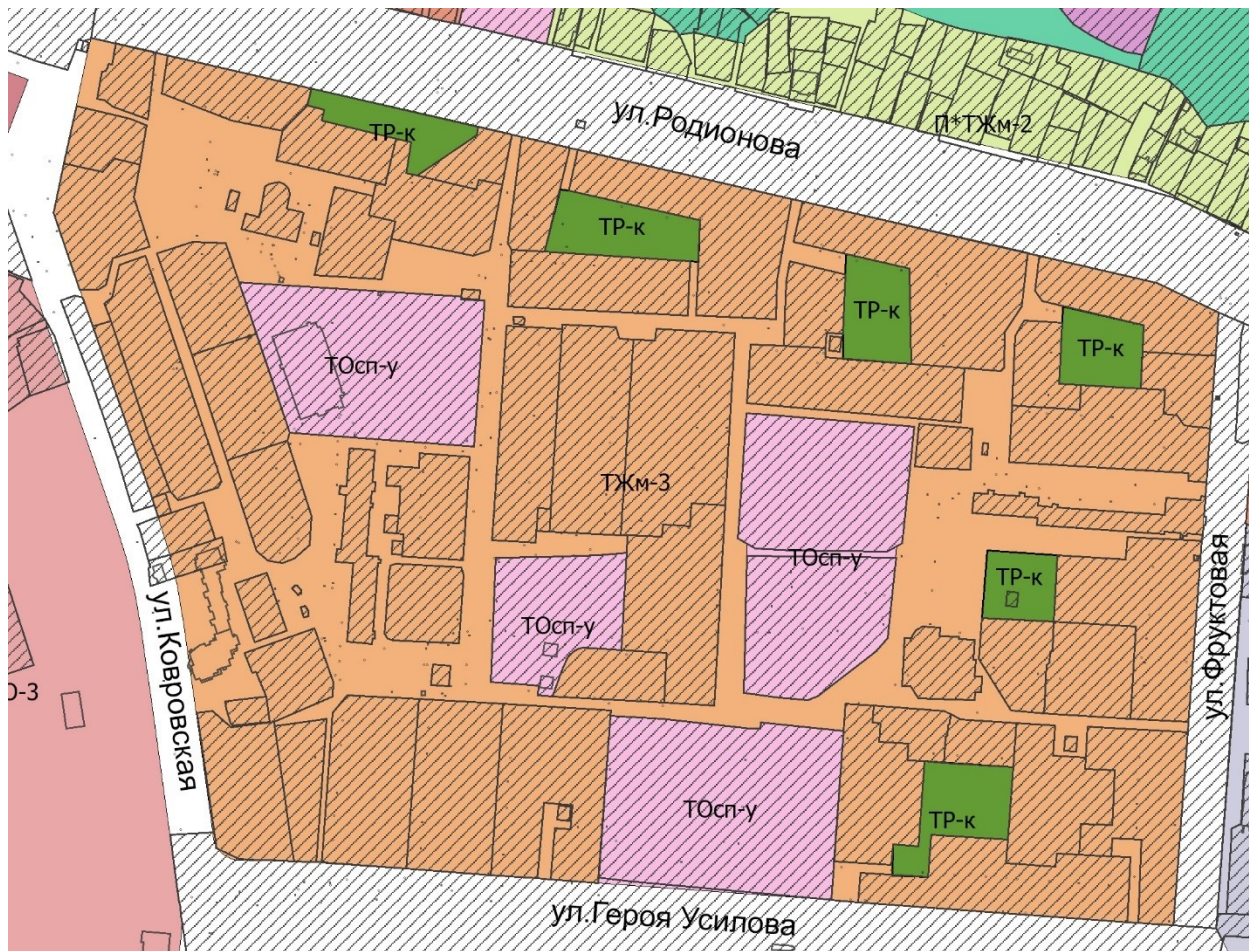 ул.Родионова
П*ТЖм-2
ТР-к
ТР-к
ТР-к
ТР-к
ТОсп-у
ТЖм-3
ТОсп-у
ТР-к
ул.Ковровская
ТОсп-у
ул.Фруктовая
О-3
ТОсп-у
ТР-к
ул.Героя Усилова